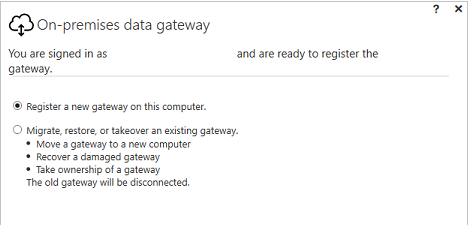 ? ×
On-premises data gateway
You are signed in as and are ready to register the
gateway.
Register a new gateway on this computer.
Migrate, restore, or takeover an existing gateway.
• Move a gateway to a new computer
• Recover a damaged gateway
• Take ownership of a gateway
The old gateway will be disconnected.